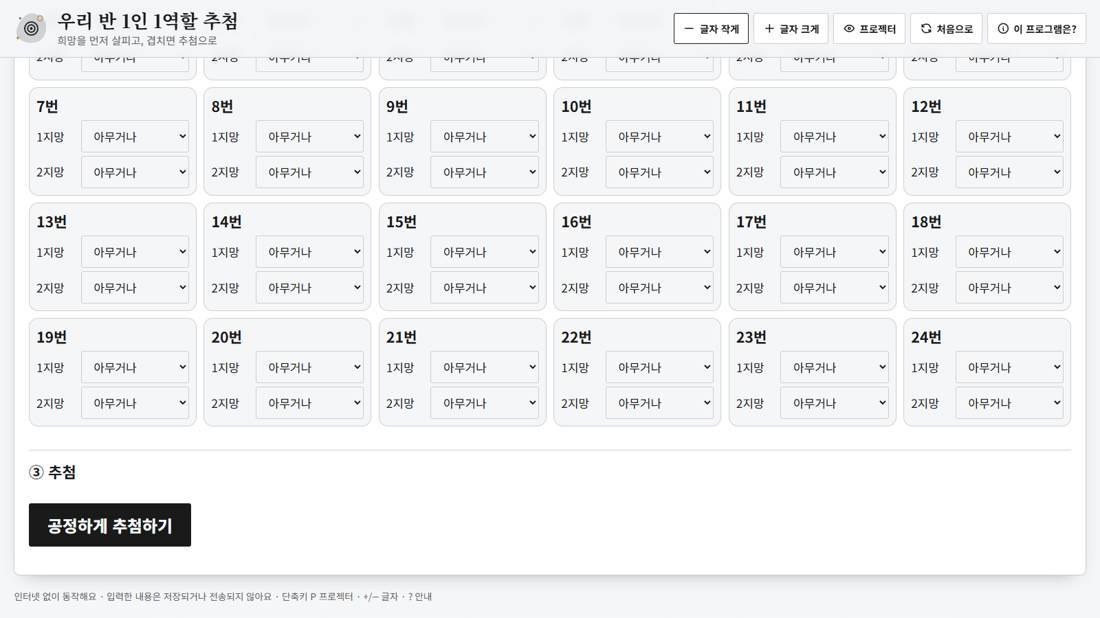 우리 반 1인 1역할 추첨
희망을 먼저 살피고, 겹치면 추첨으로
글자 작게 글자 크게 프로젝터 처음으로 이 프로그램은?
7번 8번 9번 10번 11번 12번
1지망 아무거나 1지망 아무거나 1지망 아무거나 1지망 아무거나 1지망 아무거나 1지망 아무거나
2지망 아무거나 2지망 아무거나 2지망 아무거나 2지망 아무거나 2지망 아무거나 2지망 아무거나
13번 14번 15번 16번 17번 18번
1지망 아무거나 1지망 아무거나 1지망 아무거나 1지망 아무거나 1지망 아무거나 1지망 아무거나
2지망 아무거나 2지망 아무거나 2지망 아무거나 2지망 아무거나 2지망 아무거나 2지망 아무거나
19번 20번 21번 22번 23번 24번
1지망 아무거나 1지망 아무거나 1지망 아무거나 1지망 아무거나 1지망 아무거나 1지망 아무거나
2지망 아무거나 2지망 아무거나 2지망 아무거나 2지망 아무거나 2지망 아무거나 2지망 아무거나
③ 추첨
공정하게 추첨하기
인터넷 없이 동작해요 · 입력한 내용은 저장되거나 전송되지 않아요 · 단축키 P 프로젝터 · +/− 글자 · ? 안내